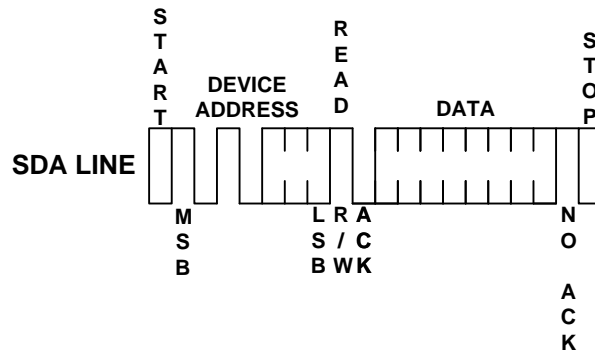 START
READ
STOP
DEVICE
ADDRESS
DATA
SDA LINE
MSB
LSB
R/W
ACK
NO ACK